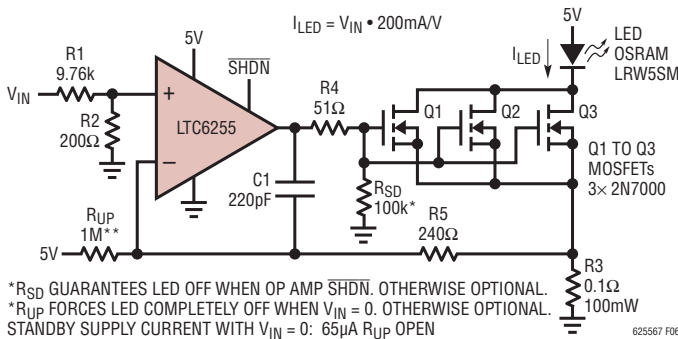 I_LED = V_IN • 200mA/V
5V
LED
OSRAM
LRW5SM
I_LED
5V
SHDN
R1
9.76k
V_IN
R2
200Ω
+
–
LTC6255
R4
51Ω
Q1
Q2
Q3
Q1 TO Q3
MOSFETs
3× 2N7000
C1
220pF
R_SD
100k*
R_UP
1M**
5V
R5
240Ω
R3
0.1Ω
100mW
*R_SD GUARANTEES LED OFF WHEN OP AMP SHDN. OTHERWISE OPTIONAL.
*R_UP FORCES LED COMPLETELY OFF WHEN V_IN = 0. OTHERWISE OPTIONAL.
STANDBY SUPPLY CURRENT WITH V_IN = 0: 65µA R_UP OPEN
625567 F06